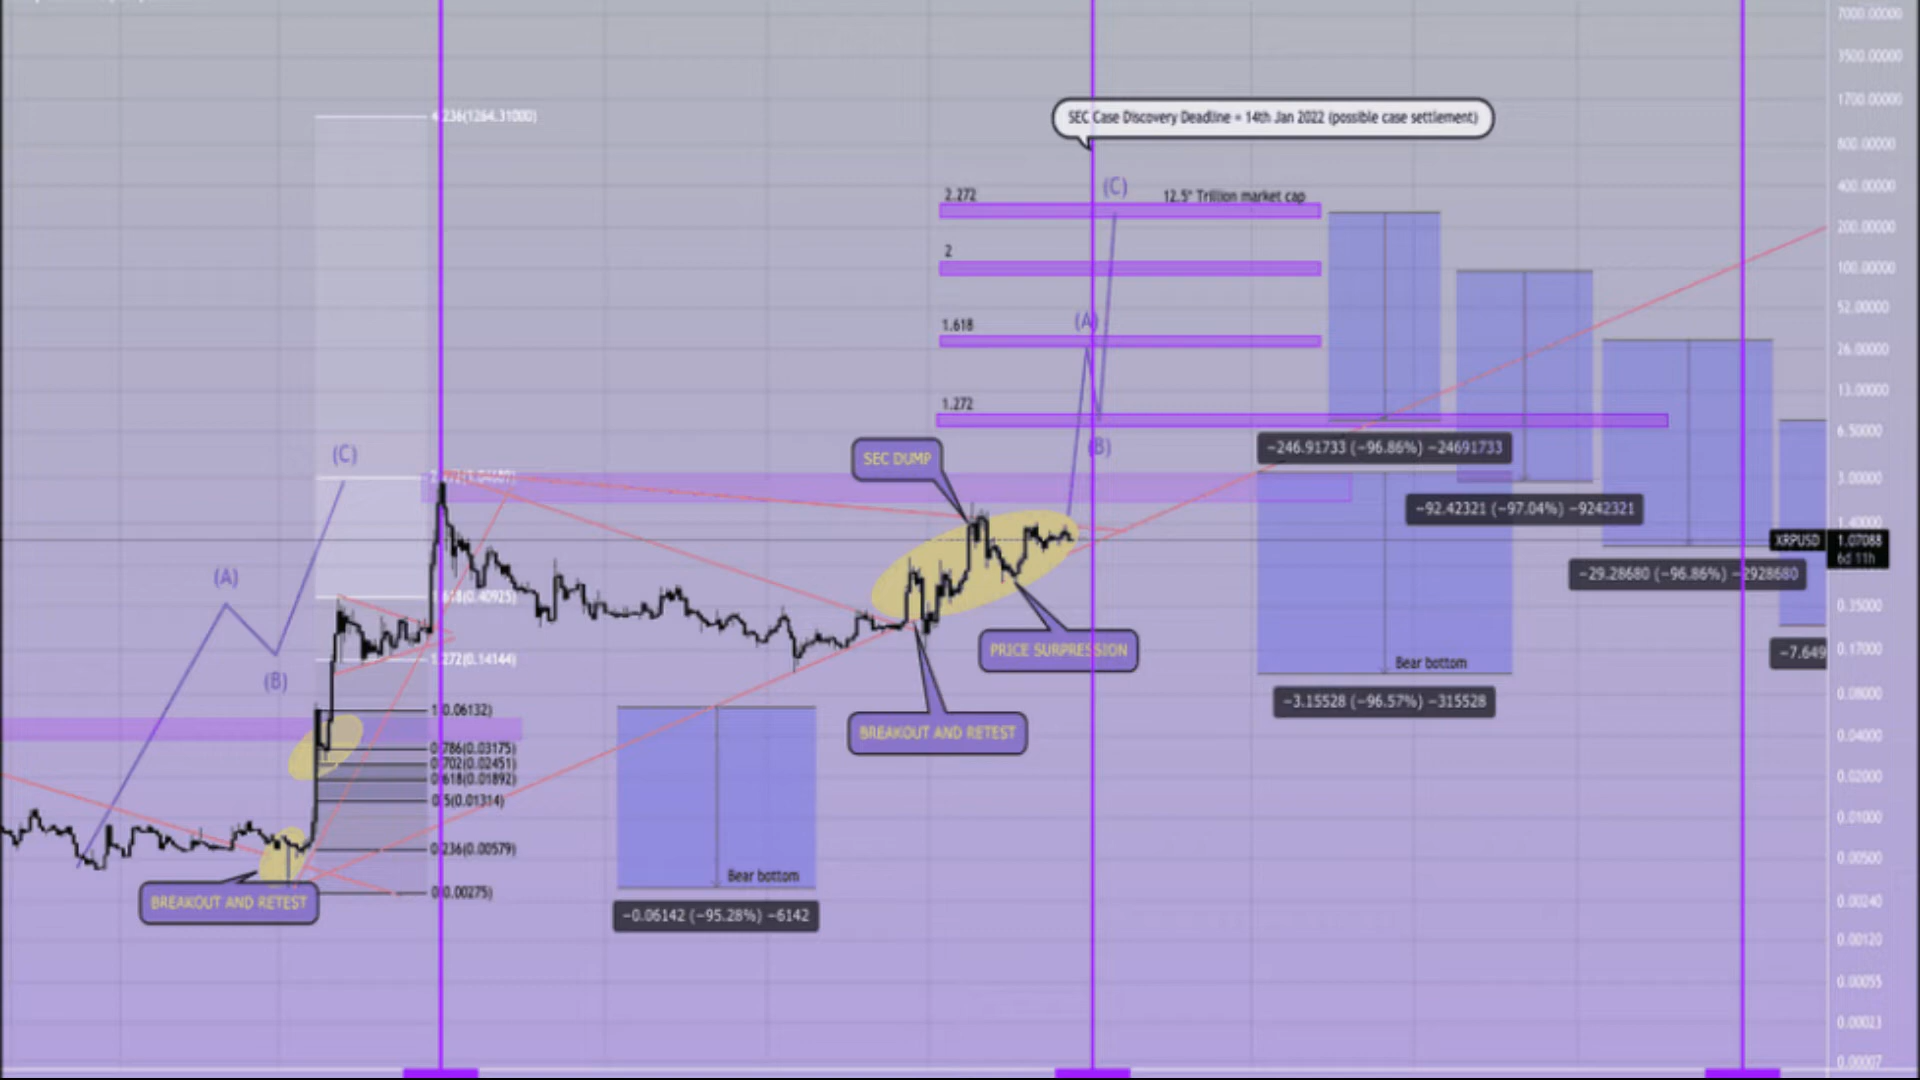 7000.00000
3500.00000
1700.00000
800.00000
400.00000
200.00000
100.00000
52.00000
26.00000
13.00000
6.50000
3.00000
1.40000
XRPUSD
1.07088
6d 11h
0.35000
0.17000
0.08000
0.04000
0.02000
0.01000
0.00500
0.00240
0.00120
0.00055
0.00023
0.00007
4.236(1264.31000)
SEC Case Discovery Deadline = 14th Jan 2022 (possible case settlement)
2.272
(C)
12.5" Trillion market cap
2
1.618
(A)
1.272
(B)
SEC DUMP
PRICE SURPRESSION
BREAKOUT AND RETEST
(C)
(A)
(B)
1.618(0.40925)
1.272(0.14144)
1(0.06132)
0.786(0.03175)
0.702(0.02451)
0.618(0.01892)
0.5(0.01314)
0.236(0.00579)
0(0.00275)
BREAKOUT AND RETEST
Bear bottom
−0.06142 (−95.28%) −6142
−246.91733 (−96.86%) −24691733
−92.42321 (−97.04%) −9242321
−29.28680 (−96.86%) −2928680
−7.649
Bear bottom
−3.15528 (−96.57%) −315528